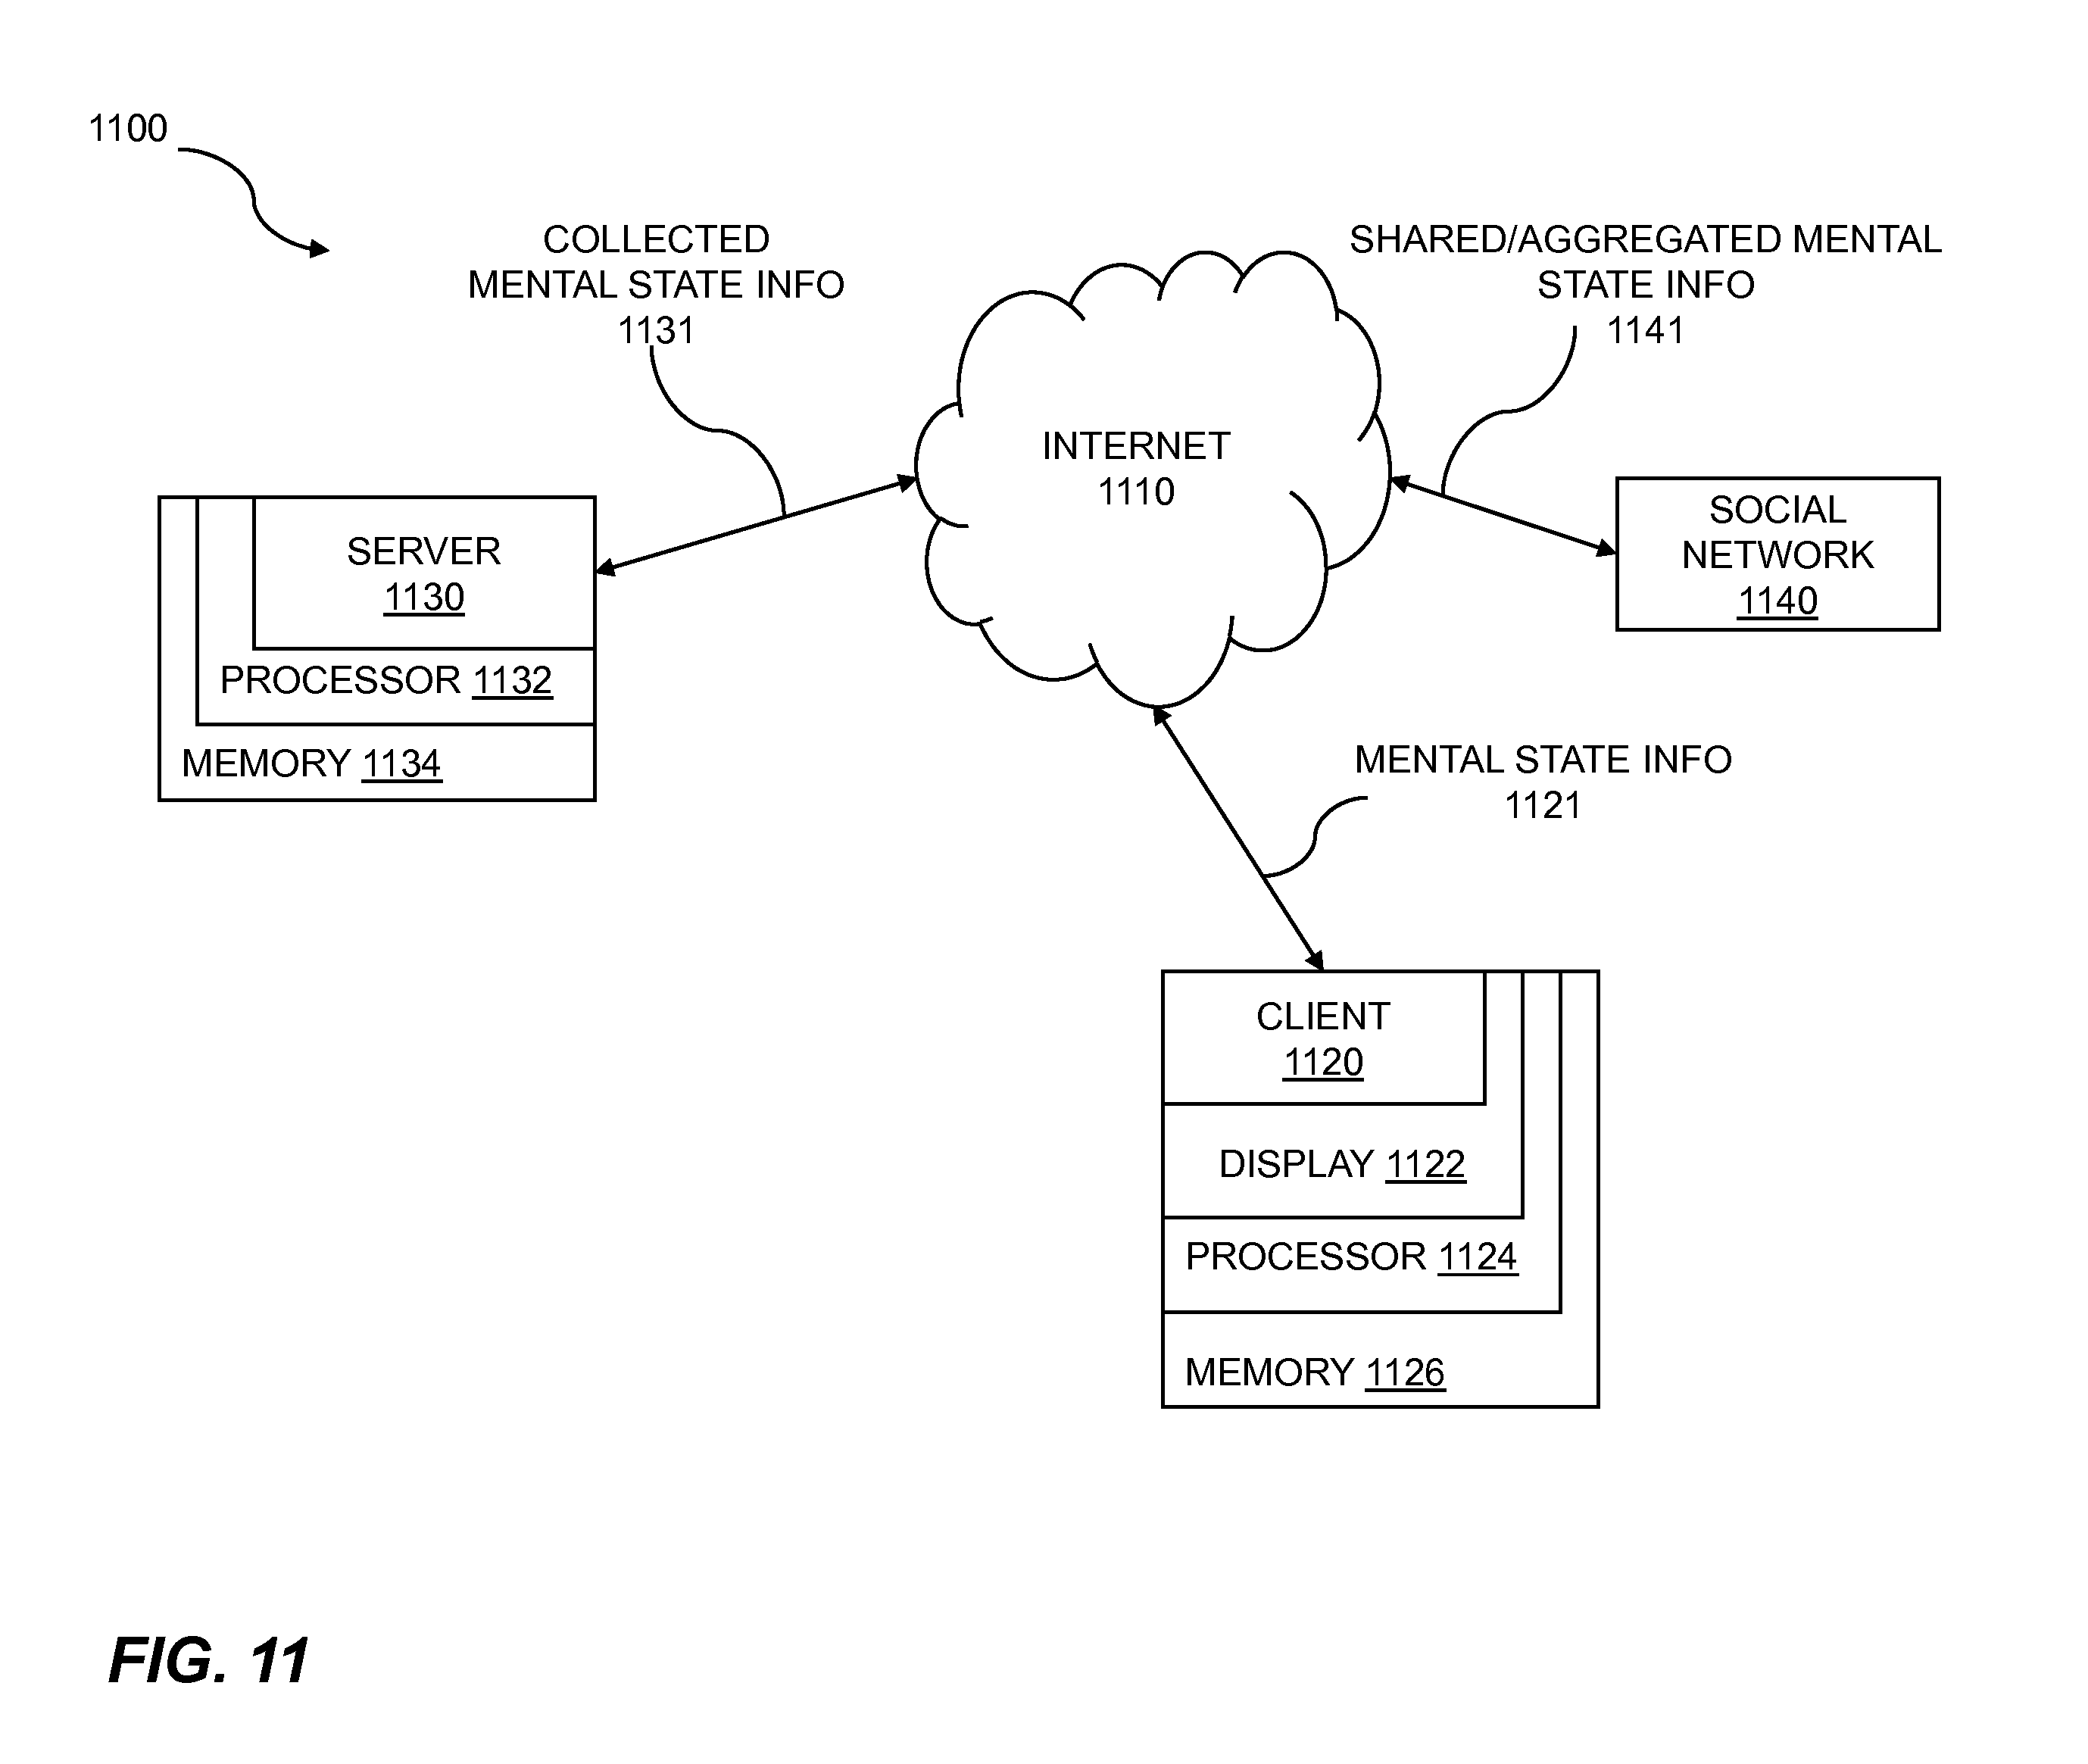 1100
COLLECTED
MENTAL STATE INFO
1131
SHARED/AGGREGATED MENTAL
STATE INFO
1141
INTERNET
1110
SERVER
1130
PROCESSOR 1132
MEMORY 1134
SOCIAL
NETWORK
1140
MENTAL STATE INFO
1121
CLIENT
1120
DISPLAY 1122
PROCESSOR 1124
MEMORY 1126
FIG. 11